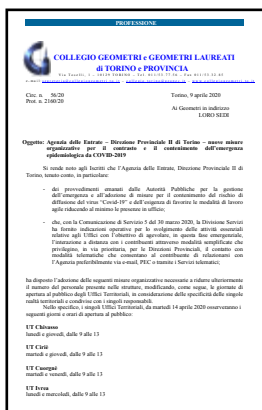 PROFESSIONE
COLLEGIO GEOMETRI e GEOMETRI LAUREATI
di TORINO e PROVINCIA
Circ. n. 56/20
Torino, 9 aprile 2020
Prot. n. 2160/20
Ai Geometri in indirizzo
LORO SEDI
Oggetto: Agenzia delle Entrate – Direzione Provinciale II di Torino – nuove misure
organizzative per il contrasto e il contenimento dell'emergenza
epidemiologica da COVID-2019
Si rende noto agli Iscritti che l'Agenzia delle Entrate, Direzione Provinciale II di
Torino, tenuto conto, in particolare:
- dei provvedimenti emanati dalle Autorità Pubbliche per la gestione
dell'emergenza e all'adozione di misure per il contenimento del rischio di
diffusione del virus "Covid-19" e dell'urgenza di favorire le modalità di lavoro
agile riducendo al minimo le presenze in ufficio;
- che, con la Comunicazione di Servizio 5 del 30 marzo 2020, la Divisione Servizi
ha fornito indicazioni operative per lo svolgimento delle attività essenziali
relative agli Uffici con l'obiettivo di agevolare, in questa fase emergenziale,
l'interazione a distanza con i contribuenti attraverso modalità semplificate che
privilegino, in via prioritaria, per le Direzioni Provinciali, il contatto con
modalità telematiche che consentano al contribuente di relazionarsi con
l'Agenzia preferibilmente via e-mail, PEC e tramite i Servizi telematici;
ha disposto l'adozione delle seguenti misure organizzative necessarie a ridurre ulteriormente
il numero del personale presente nelle strutture, modificando, come segue, le giornate di
apertura al pubblico degli Uffici Territoriali, in considerazione delle specificità delle singole
realtà territoriali e condivise con i singoli responsabili.
Nello specifico, i singoli Uffici Territoriali, da martedì 14 aprile 2020 osserveranno i
seguenti giorni e orari di apertura al pubblico:
UT Chivasso
lunedì e giovedì, dalle 9 alle 13
UT Ciriè
martedì e giovedì, dalle 9 alle 13
UT Cuorgnè
martedì e venerdì, dalle 9 alle 13
UT Ivrea
lunedì e mercoledì, dalle 9 alle 13